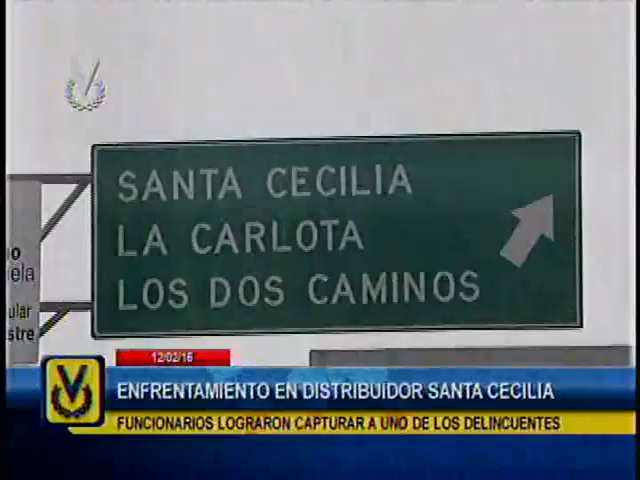 SANTA CECILIA
LA CARLOTA
LOS DOS CAMINOS
12/02/16
ENFRENTAMIENTO EN DISTRIBUIDOR SANTA CECILIA
FUNCIONARIOS LOGRARON CAPTURAR A UNO DE LOS DELINCUENTES